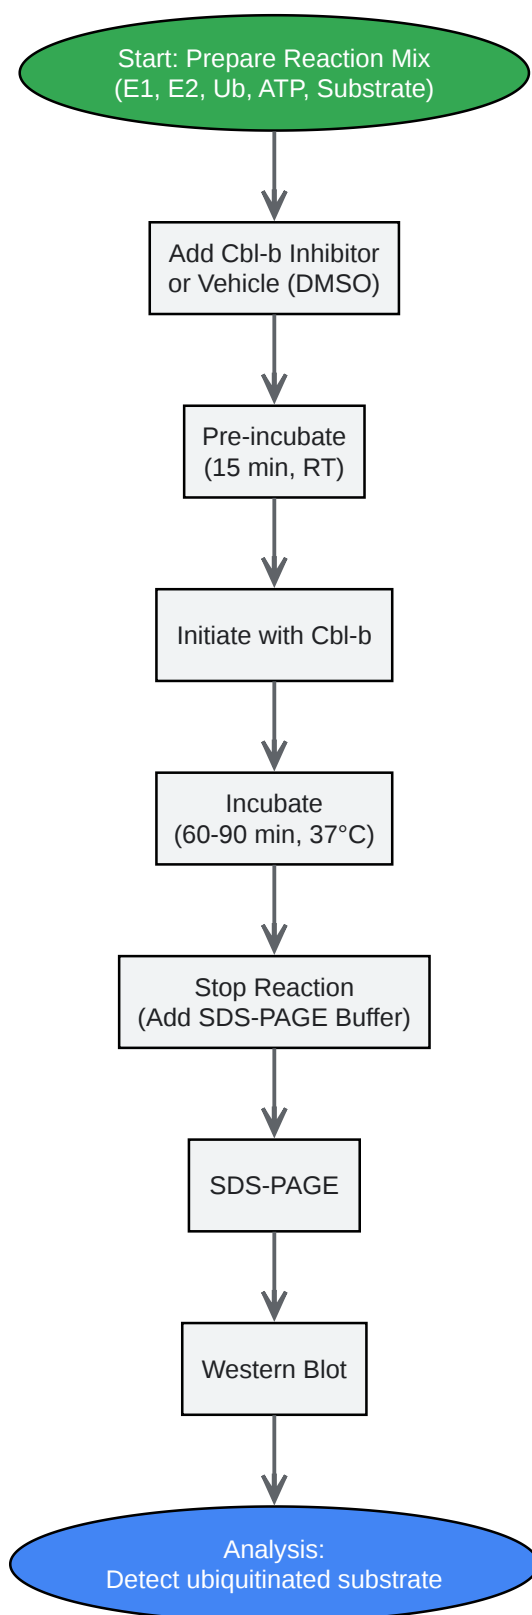 Start: Prepare Reaction Mix
(E1, E2, Ub, ATP, Substrate)
Add Cbl-b Inhibitor
or Vehicle (DMSO)
Pre-incubate
(15 min, RT)
Initiate with Cbl-b
Incubate
(60-90 min, 37°C)
Stop Reaction
(Add SDS-PAGE Buffer)
SDS-PAGE
Western Blot
Analysis:
Detect ubiquitinated substrate